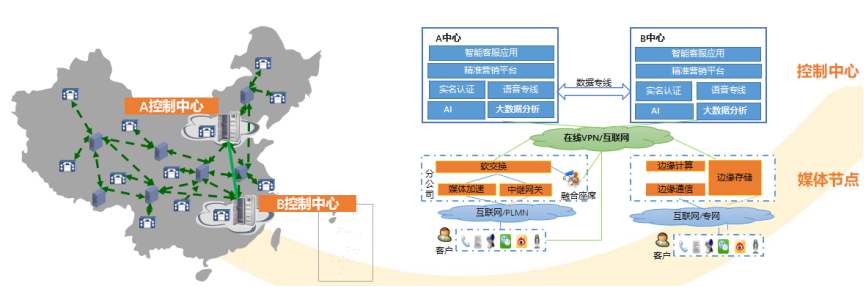 A控制中心
B控制中心
A中心
智能客服应用
精准营销平台
实名认证
语音专线
AI
大数据分析
数据专线
B中心
智能客服应用
精准营销平台
实名认证
语音专线
AI
大数据分析
控制中心
在线VPN/互联网
分公司
软交换
媒体加速
中继网关
融合座席
边缘计算
边缘通信
边缘存储
媒体节点
互联网/PLMN
互联网/专网
客户
客户